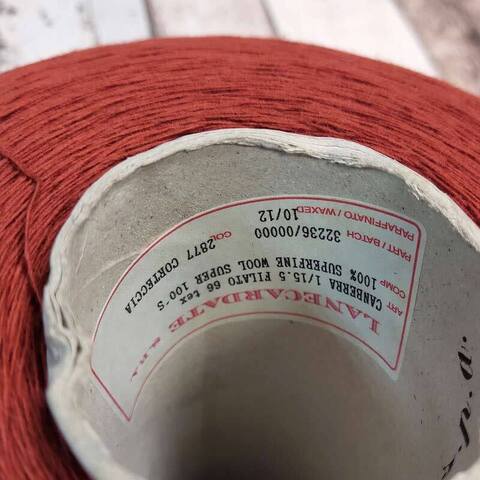 LANECARDATE S.P.A.
ART CANBERRA 1/15.5 FILATO 66 tex
COMP 100% SUPERFINE WOOL SUPER 100'S
COL 2877 CORTECCIA
PART / BATCH 32236/00000
PARAFFINATO / WAXED 10/12